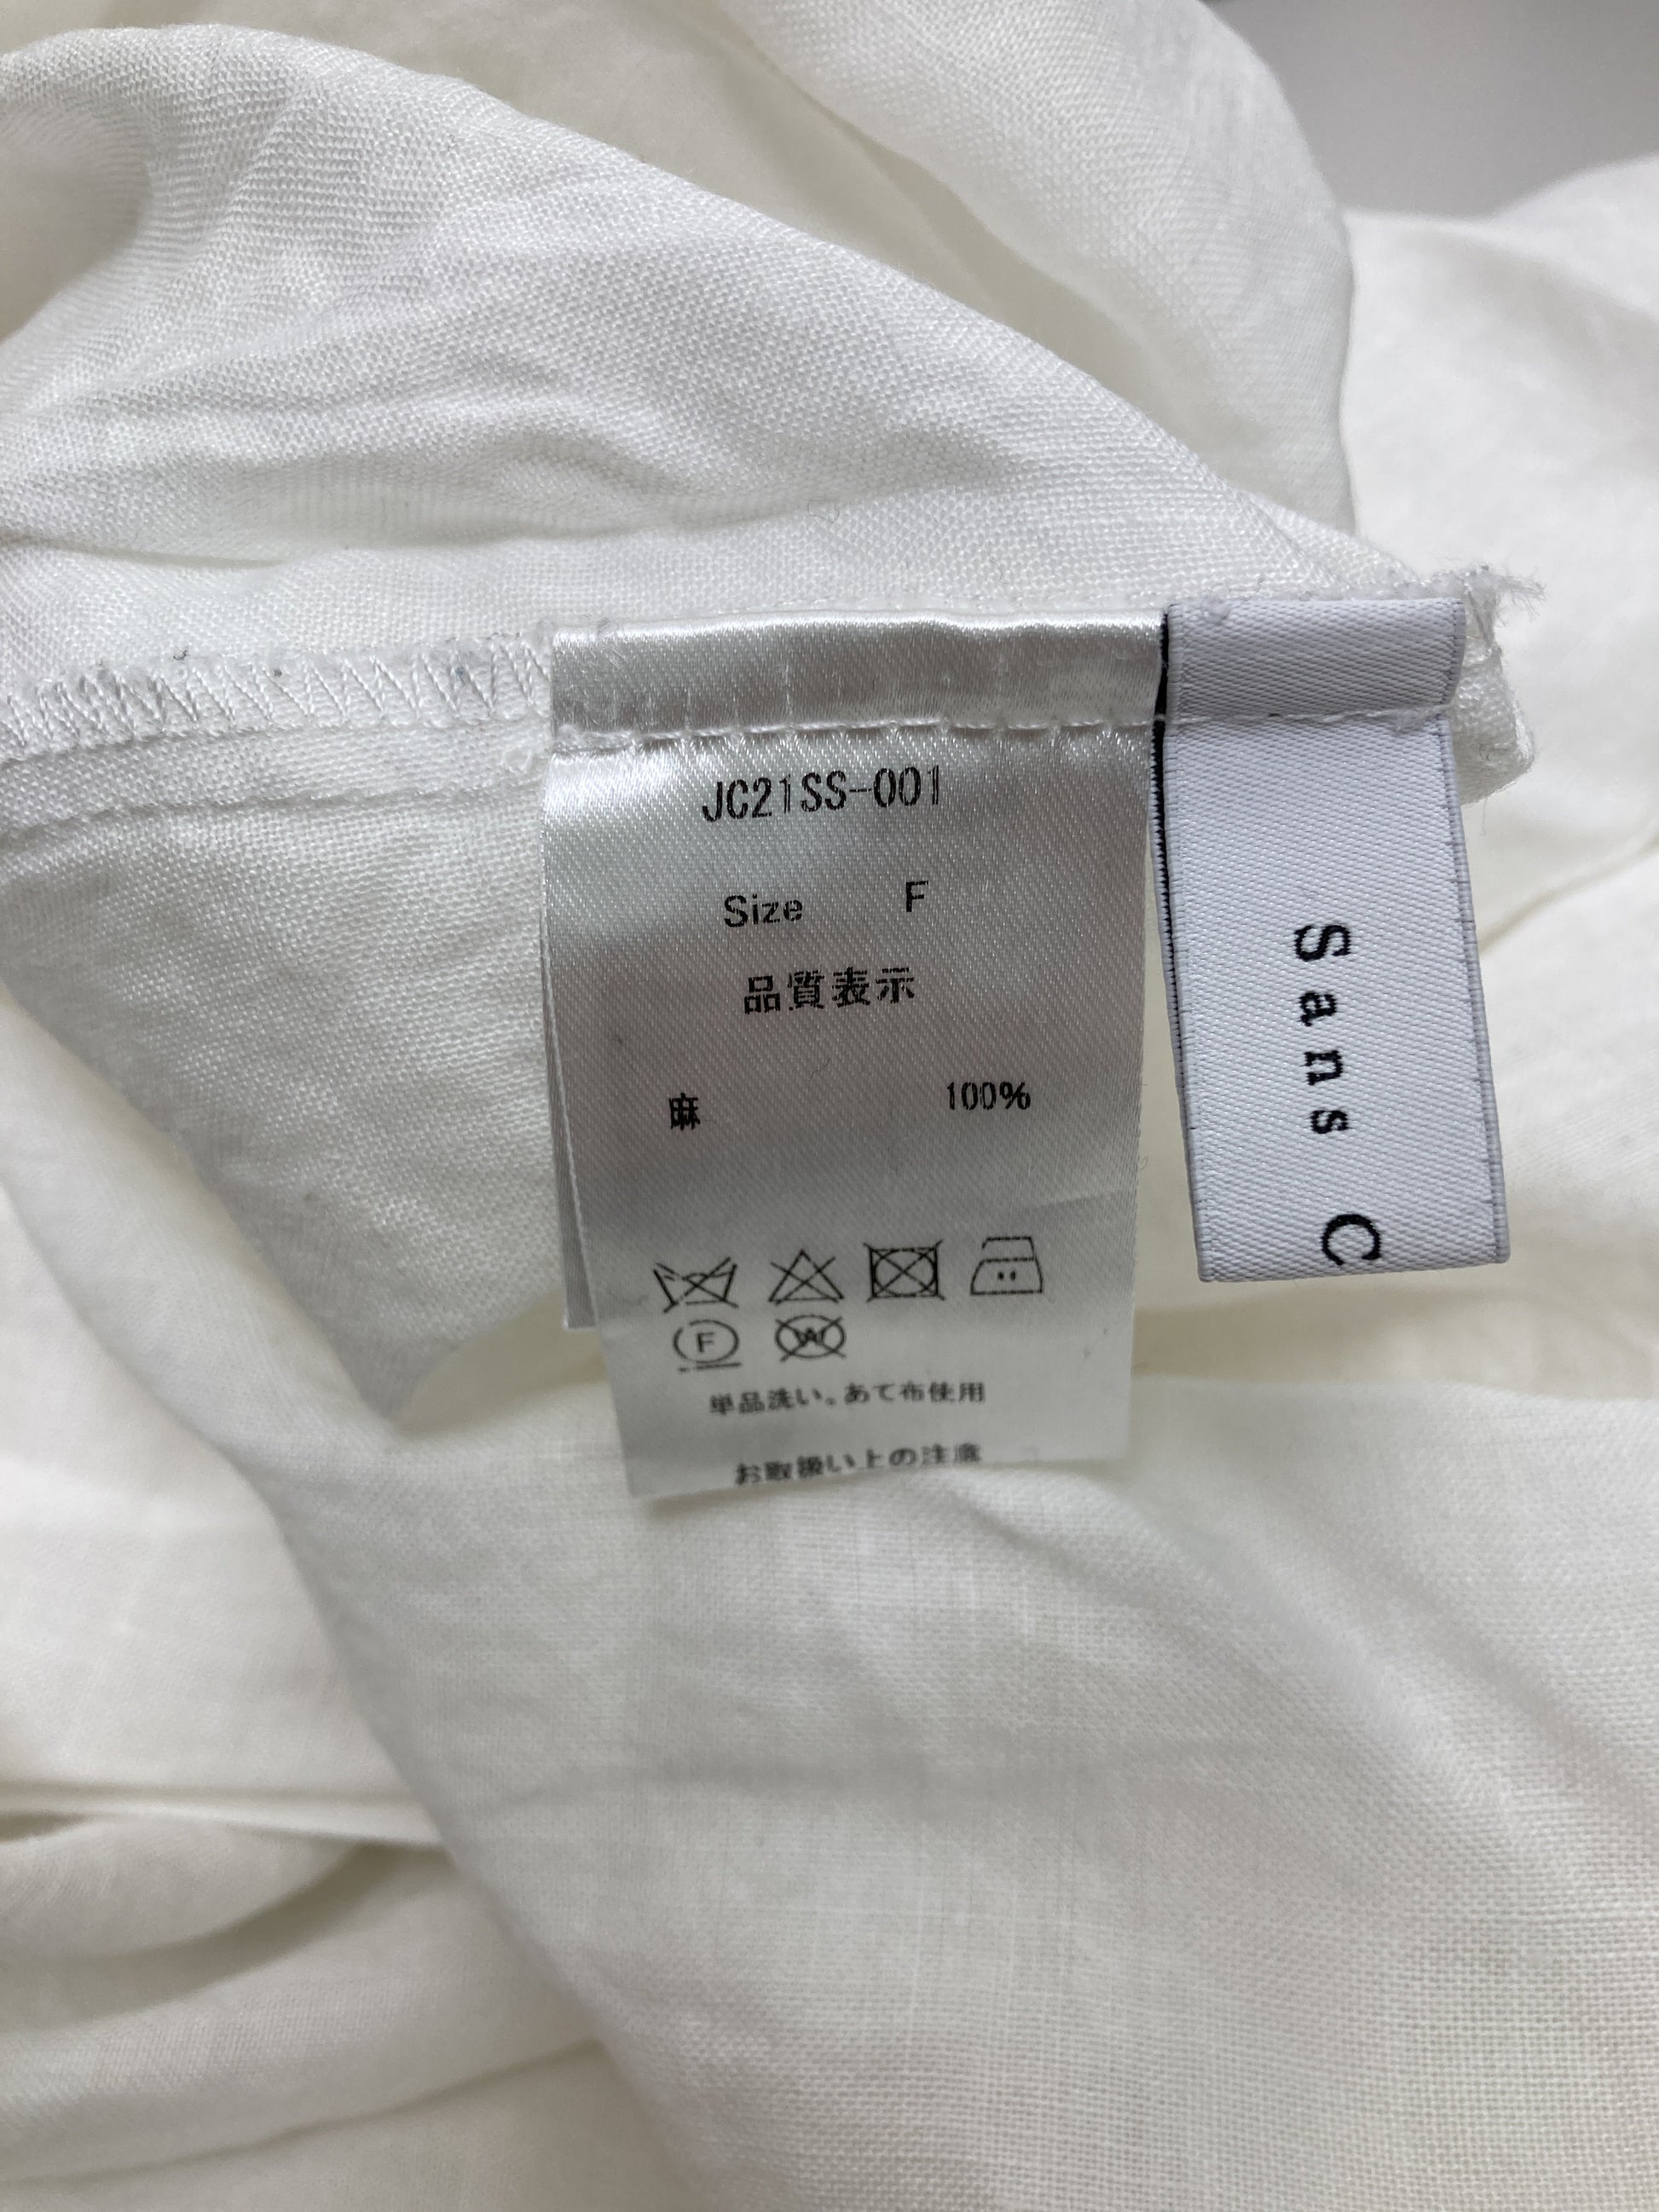 JC21SS-001
Size F
品質表示
麻 100%
F
W
単品洗い。あて布使用
お取扱い上の注意
Sans C